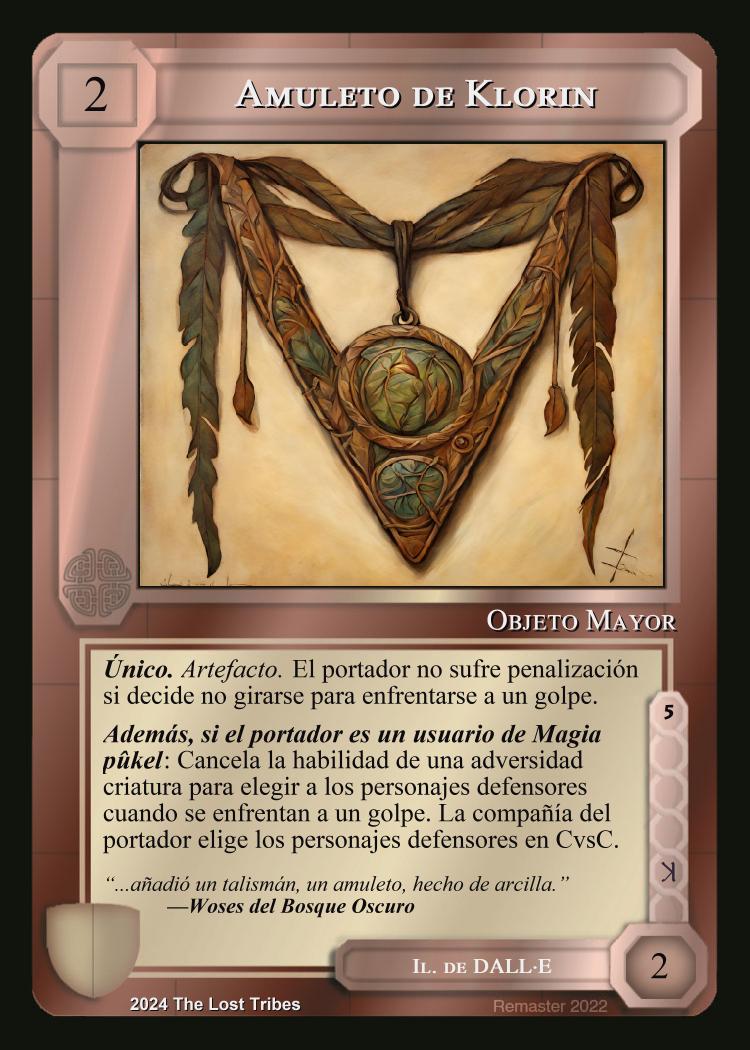 2
Amuleto de Klorin
Objeto Mayor
Único. Artefacto. El portador no sufre penalización
si decide no girarse para enfrentarse a un golpe.
Además, si el portador es un usuario de Magia
pûkel: Cancela la habilidad de una adversidad
criatura para elegir a los personajes defensores
cuando se enfrentan a un golpe. La compañía del
portador elige los personajes defensores en CvsC.
“...añadió un talismán, un amuleto, hecho de arcilla.”
—Woses del Bosque Oscuro
5
Il. de DALL·E
2
2024 The Lost Tribes
Remaster 2022